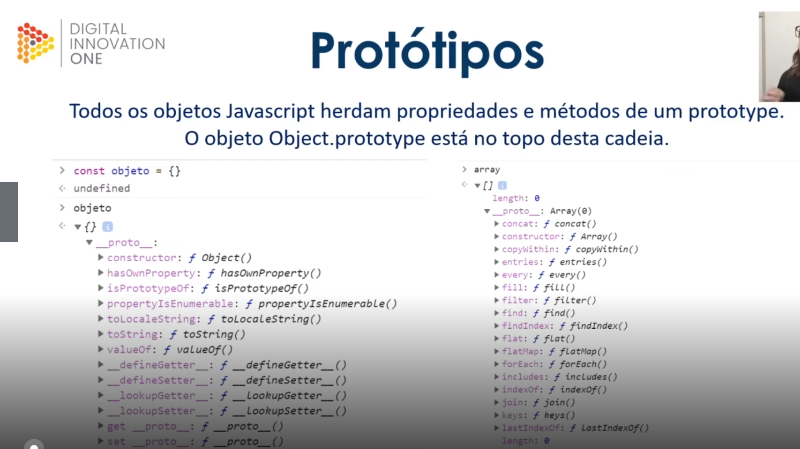 DIGITAL
INNOVATION
ONE
Protótipos
Todos os objetos Javascript herdam propriedades e métodos de um prototype.
O objeto Object.prototype está no topo desta cadeia.
> const objeto = {}
<· undefined
> objeto
<· ▼{} i
▼__proto__:
▶constructor: ƒ Object()
▶hasOwnProperty: ƒ hasOwnProperty()
▶isPrototypeOf: ƒ isPrototypeOf()
▶propertyIsEnumerable: ƒ propertyIsEnumerable()
▶toLocaleString: ƒ toLocaleString()
▶toString: ƒ toString()
▶valueOf: ƒ valueOf()
▶__defineGetter__: ƒ __defineGetter__()
▶__defineSetter__: ƒ __defineSetter__()
▶__lookupGetter__: ƒ __lookupGetter__()
▶__lookupSetter__: ƒ __lookupSetter__()
▶get __proto__: ƒ __proto__()
▶set __proto__: ƒ __proto__()
> array
<· ▼[] i
length: 0
▼__proto__: Array(0)
▶concat: ƒ concat()
▶constructor: ƒ Array()
▶copyWithin: ƒ copyWithin()
▶entries: ƒ entries()
▶every: ƒ every()
▶fill: ƒ fill()
▶filter: ƒ filter()
▶find: ƒ find()
▶findIndex: ƒ findIndex()
▶flat: ƒ flat()
▶flatMap: ƒ flatMap()
▶forEach: ƒ forEach()
▶includes: ƒ includes()
▶indexOf: ƒ indexOf()
▶join: ƒ join()
▶keys: ƒ keys()
▶lastIndexOf: ƒ lastIndexOf()
length: 0